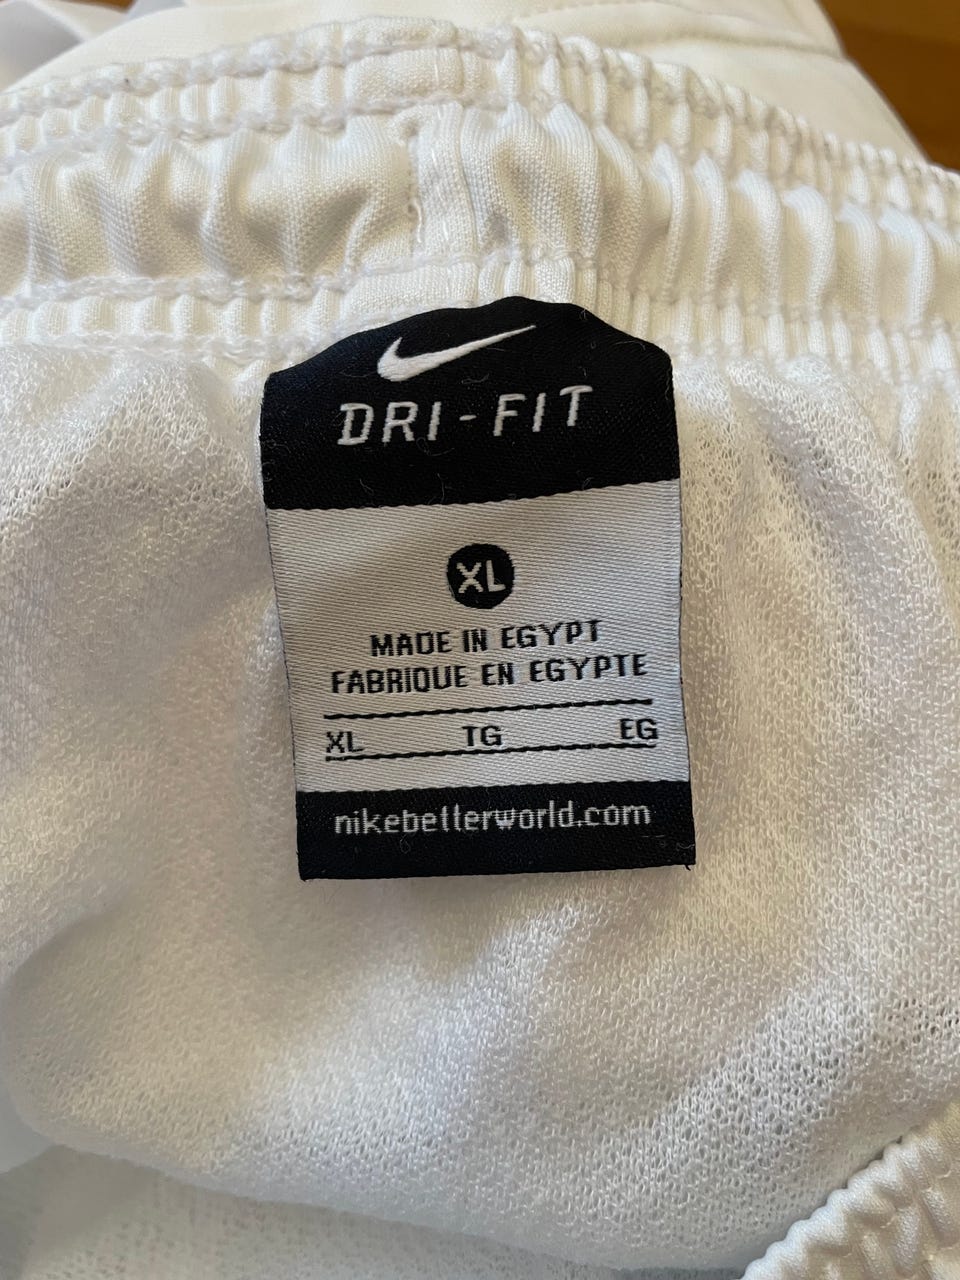 DRI-FIT
XL
MADE IN EGYPT
FABRIQUE EN EGYPTE
XL TG EG
nikebetterworld.com